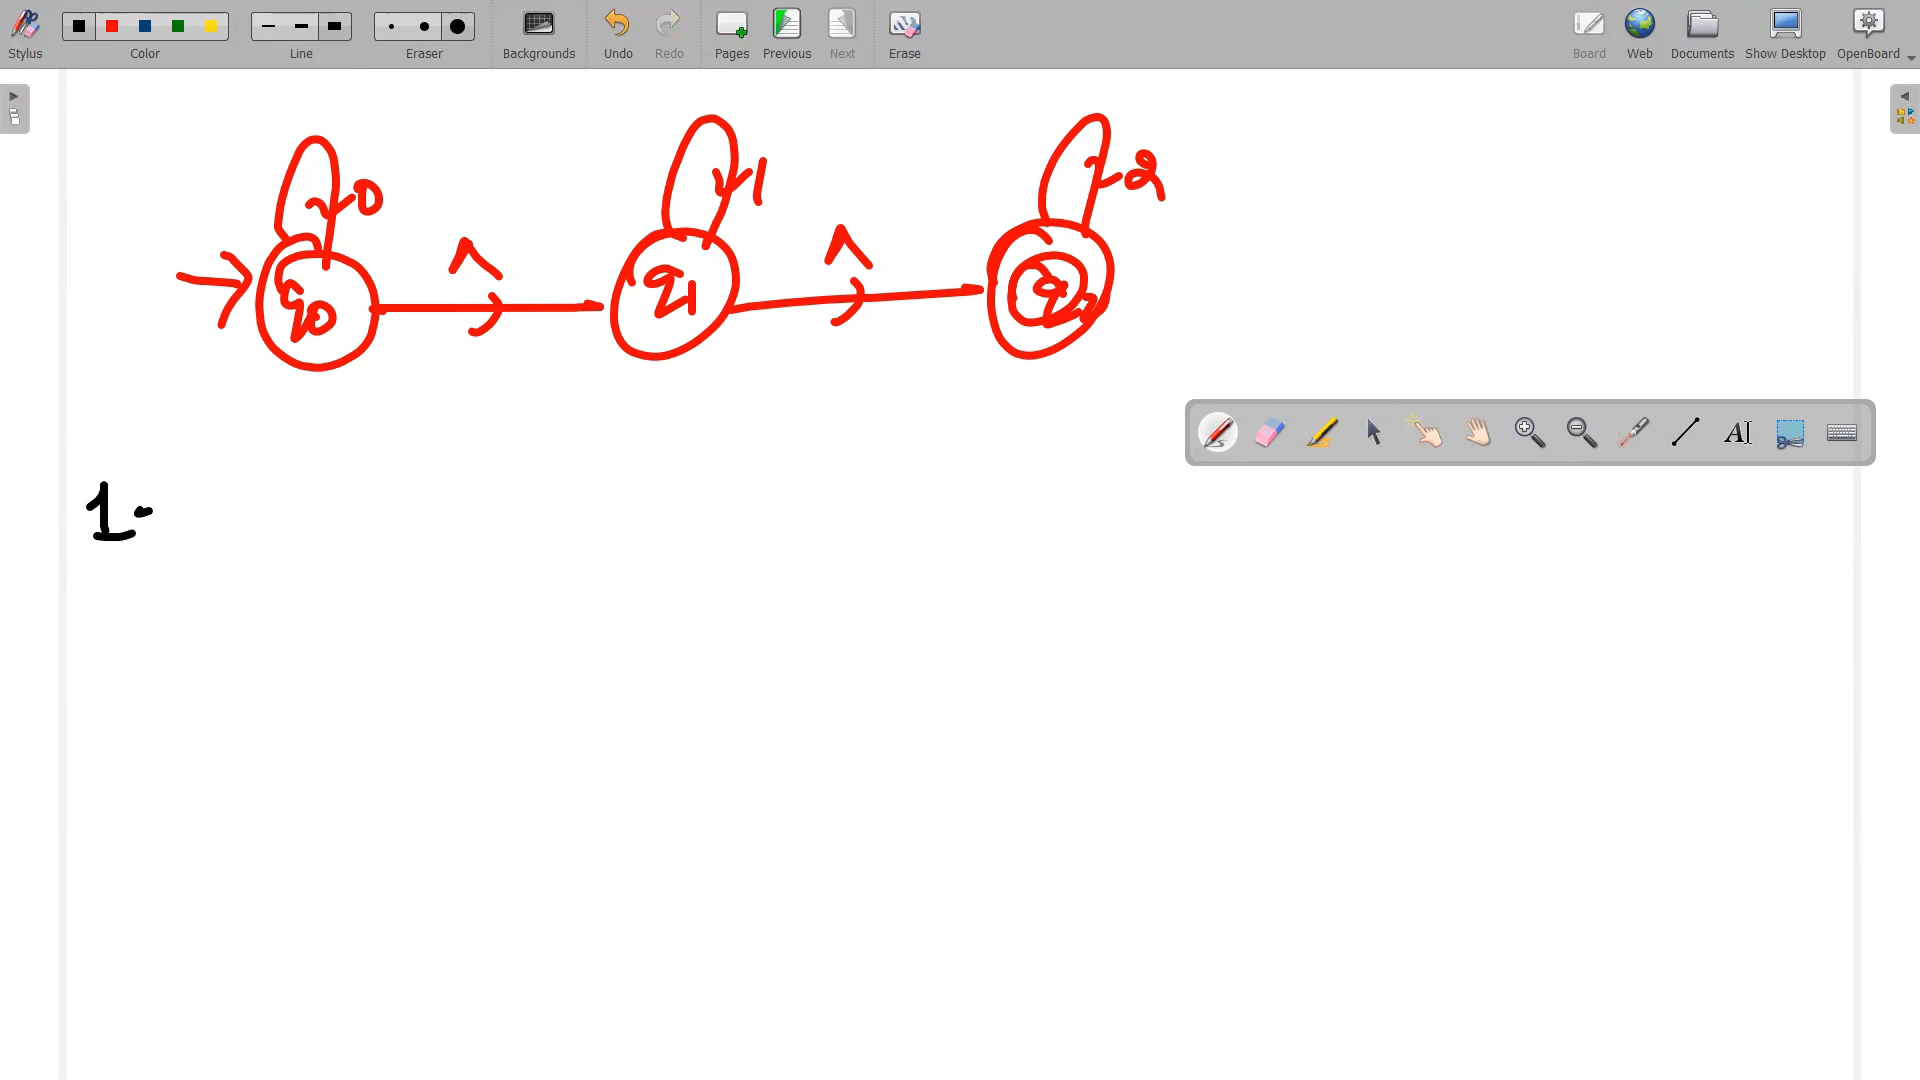 Stylus Color Line Eraser Backgrounds Undo Redo Pages Previous Next Erase Board Web Documents Show Desktop OpenBoard
0 1 2
^ ^
q0 q1 q2
1.